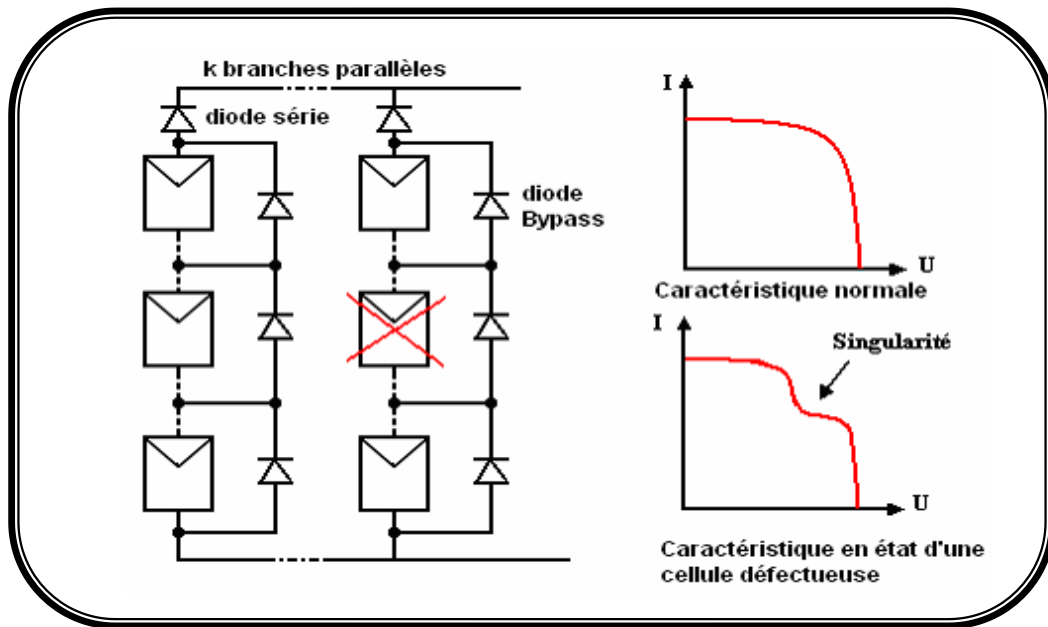 k branches parallèles
diode série
diode
Bypass
I
U
Caractéristique normale
I
Singularité
U
Caractéristique en état d'une
cellule défectueuse